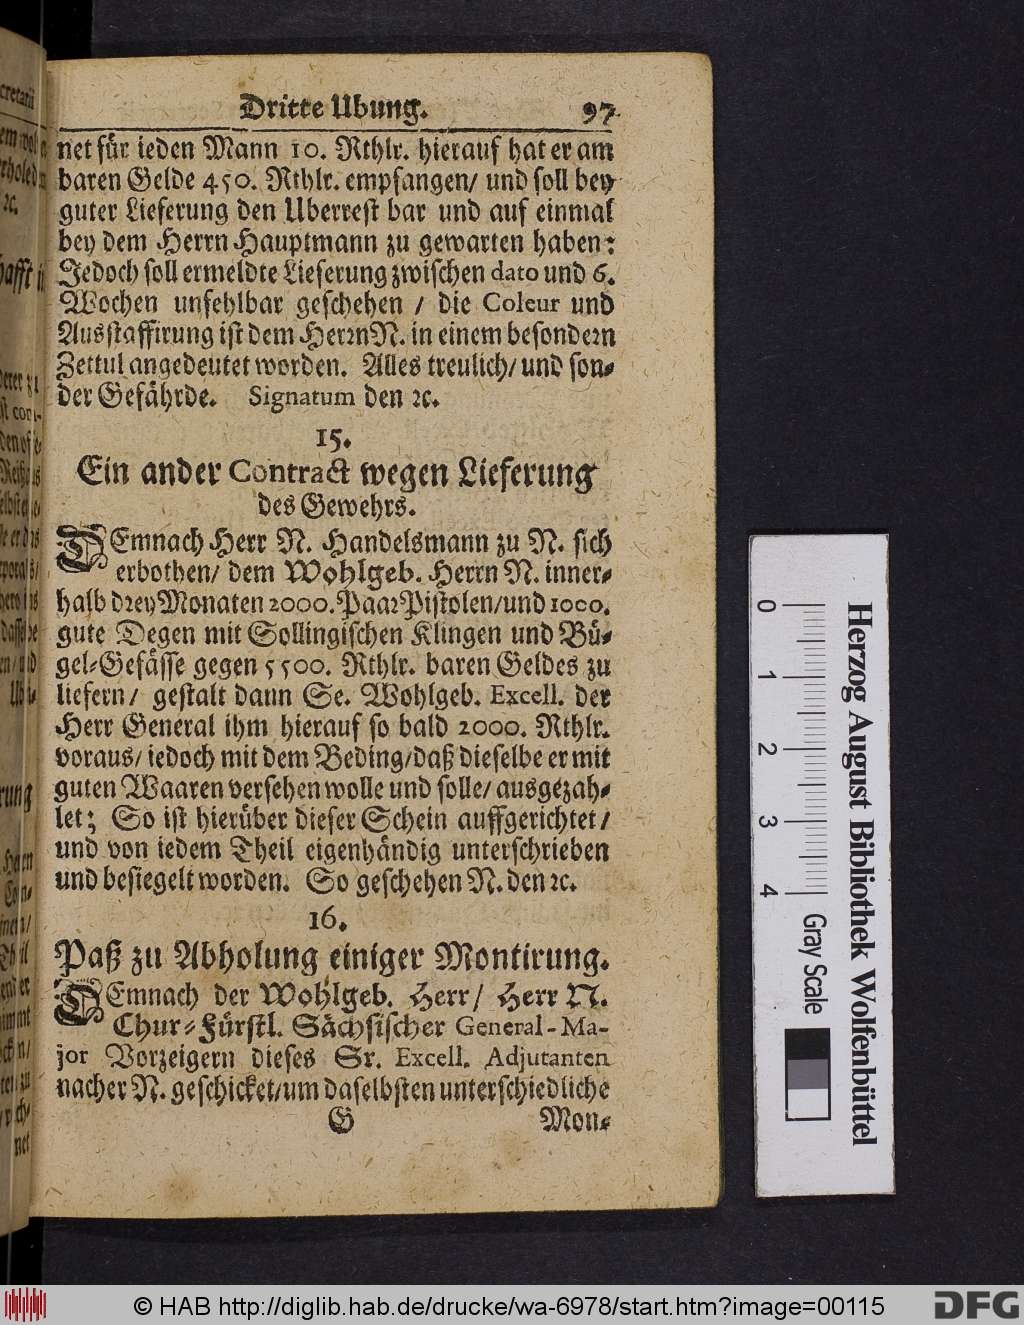 Dritte Ubung. 97
net für ieden Mann 10. Rthlr. hierauf hat er am
baren Gelde 450. Rthlr. empfangen/ und soll bey
guter Lieferung den Uberrest bar und auf einmal
bey dem Herrn Hauptmann zu gewarten haben:
Jedoch soll ermeldte Lieferung zwischen dato und 6.
Wochen unfehlbar geschehen / die Coleur und
Ausstaffirung ist dem Herrn N. in einem besondern
Zettul angedeutet worden. Alles treulich/ und son-
der Gefährde. Signatum den ꝛc.
15.
Ein ander Contract wegen Lieferung
des Gewehrs.
DEmnach Herr N. Handelsmann zu N. sich
erbothen/ dem Wohlgeb. Herrn N. inner-
halb drey Monaten 2000. Paar Pistolen/und 1000.
gute Degen mit Sollingischen Klingen und Bü-
gel-Gefässe gegen 5500. Rthlr. baren Geldes zu
liefern/ gestalt dann Se. Wohlgeb. Excell. der
Herr General ihm hierauf so bald 2000. Rthlr.
voraus/ iedoch mit dem Beding/daß dieselbe er mit
guten Waaren versehen wolle und solle/ ausgezah-
let; So ist hierüber dieser Schein auffgerichtet/
und von iedem Theil eigenhändig unterschrieben
und besiegelt worden. So geschehen N. den ꝛc.
16.
Paß zu Abholung einiger Montirung.
DEmnach der Wohlgeb. Herr/ Herr N.
Chur-Fürstl. Sächsischer General-Ma-
jor Vorzeigern dieses Sr. Excell. Adjutanten
nacher N. geschicket/um daselbsten unterschiedliche
G Mon-
Herzog August Bibliothek Wolfenbüttel
0 1 2 3 4 Gray Scale
© HAB http://diglib.hab.de/drucke/wa-6978/start.htm?image=00115
DFG